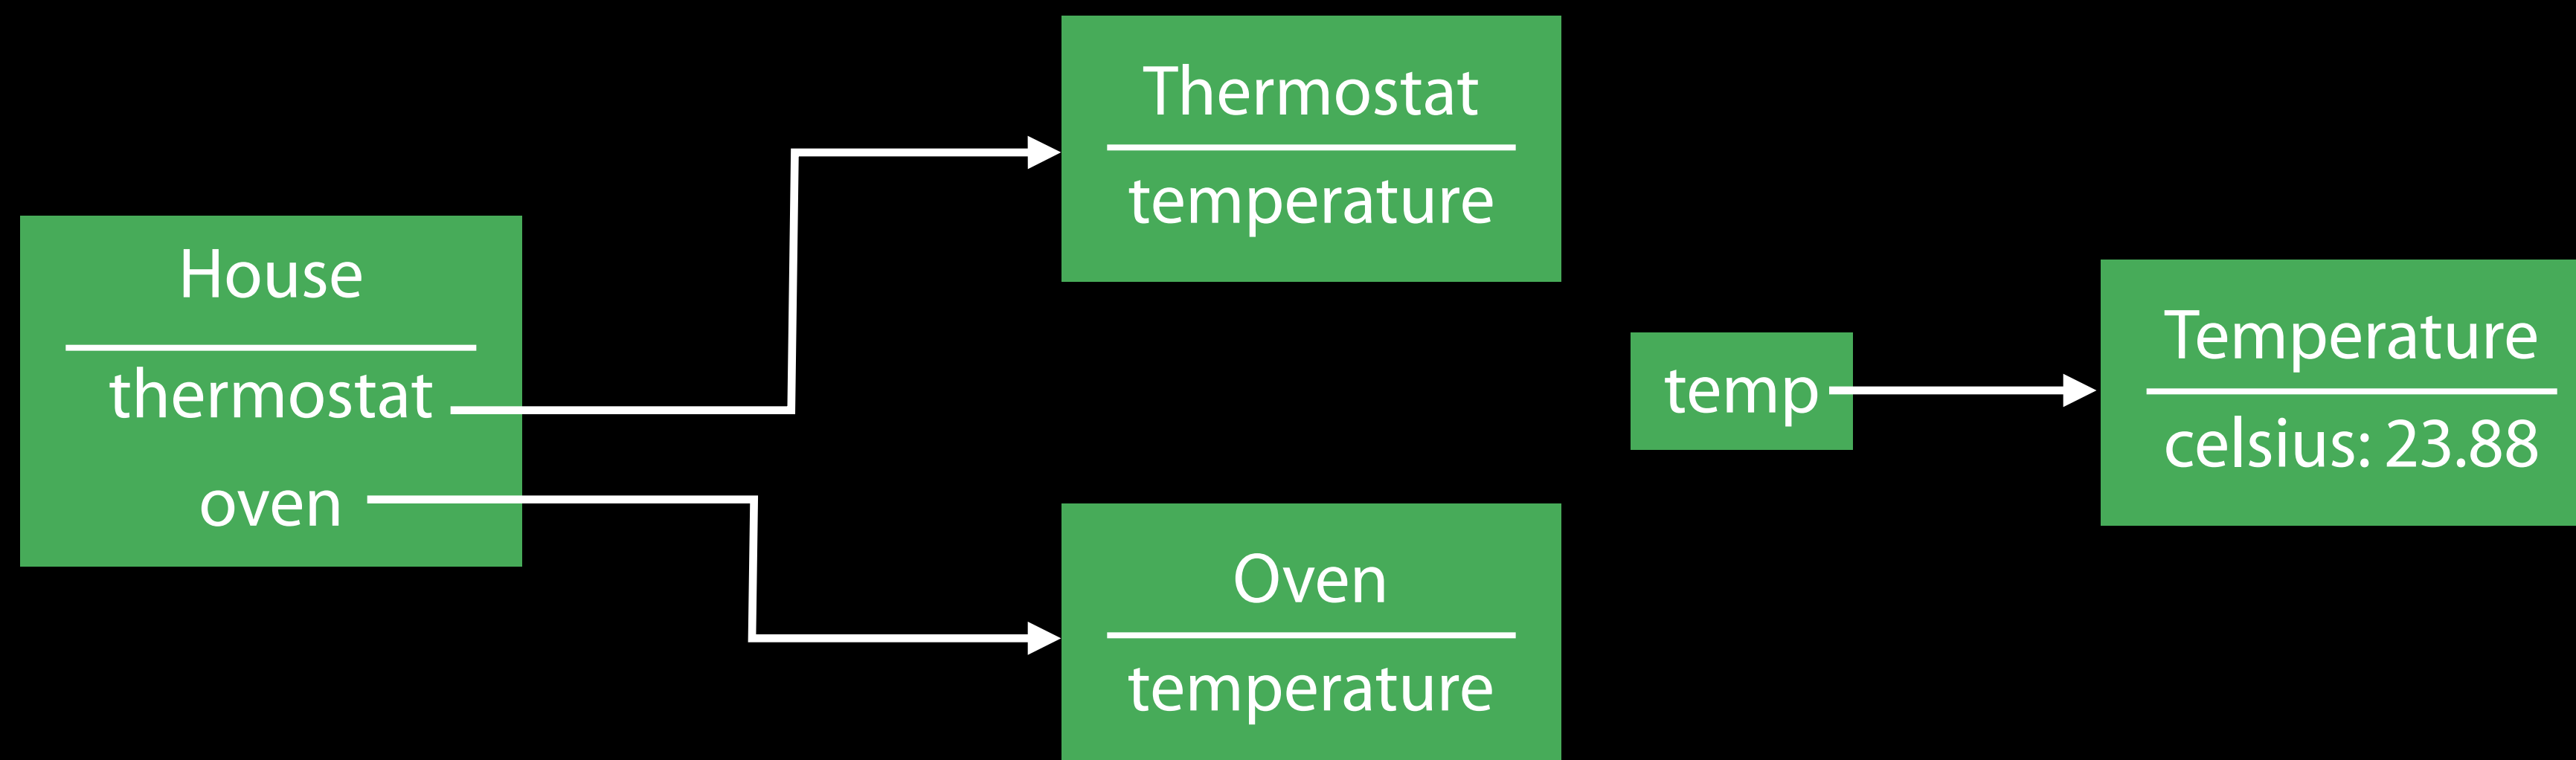 House
thermostat
oven
Thermostat
temperature
Oven
temperature
temp
Temperature
celsius: 23.88